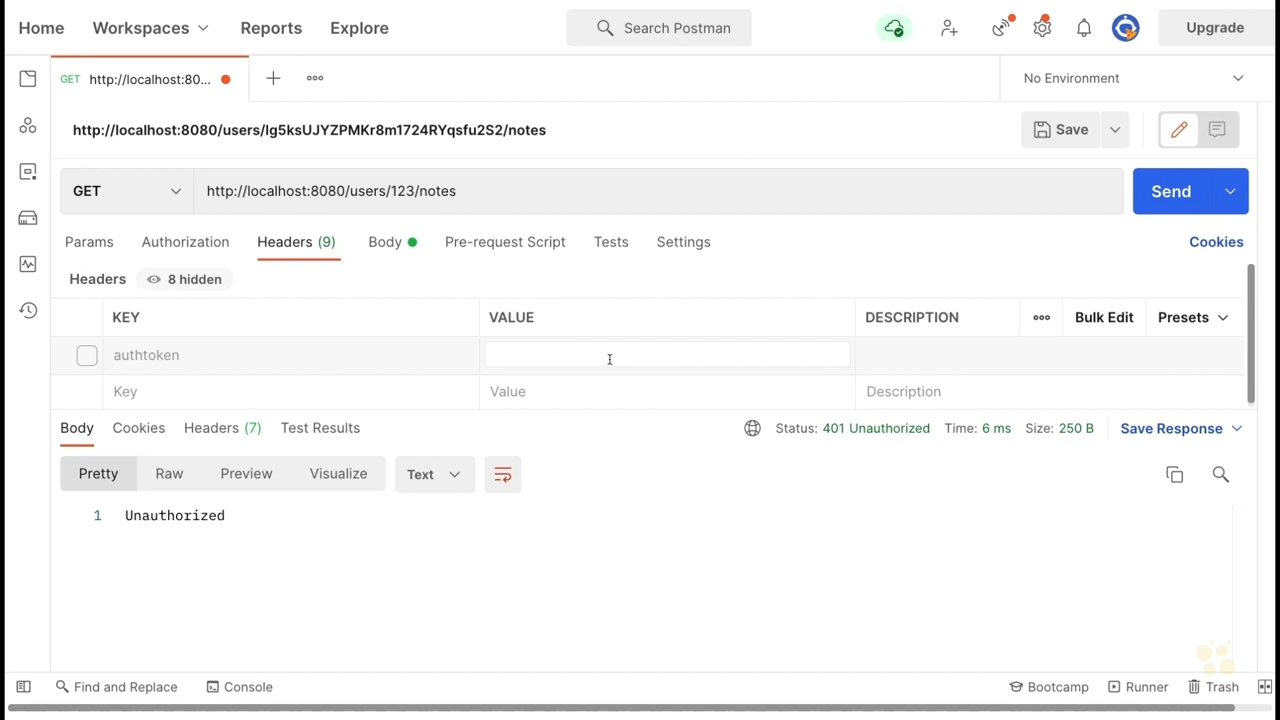 Home Workspaces Reports Explore Search Postman Upgrade
GET http://localhost:80... No Environment
http://localhost:8080/users/lg5ksUJYZPMKr8m1724RYqsfu2S2/notes Save
GET http://localhost:8080/users/123/notes Send
Params Authorization Headers (9) Body Pre-request Script Tests Settings Cookies
Headers 8 hidden
KEY VALUE DESCRIPTION Bulk Edit Presets
authtoken
Key Value Description
Body Cookies Headers (7) Test Results Status: 401 Unauthorized Time: 6 ms Size: 250 B Save Response
Pretty Raw Preview Visualize Text
1 Unauthorized
Find and Replace Console Bootcamp Runner Trash